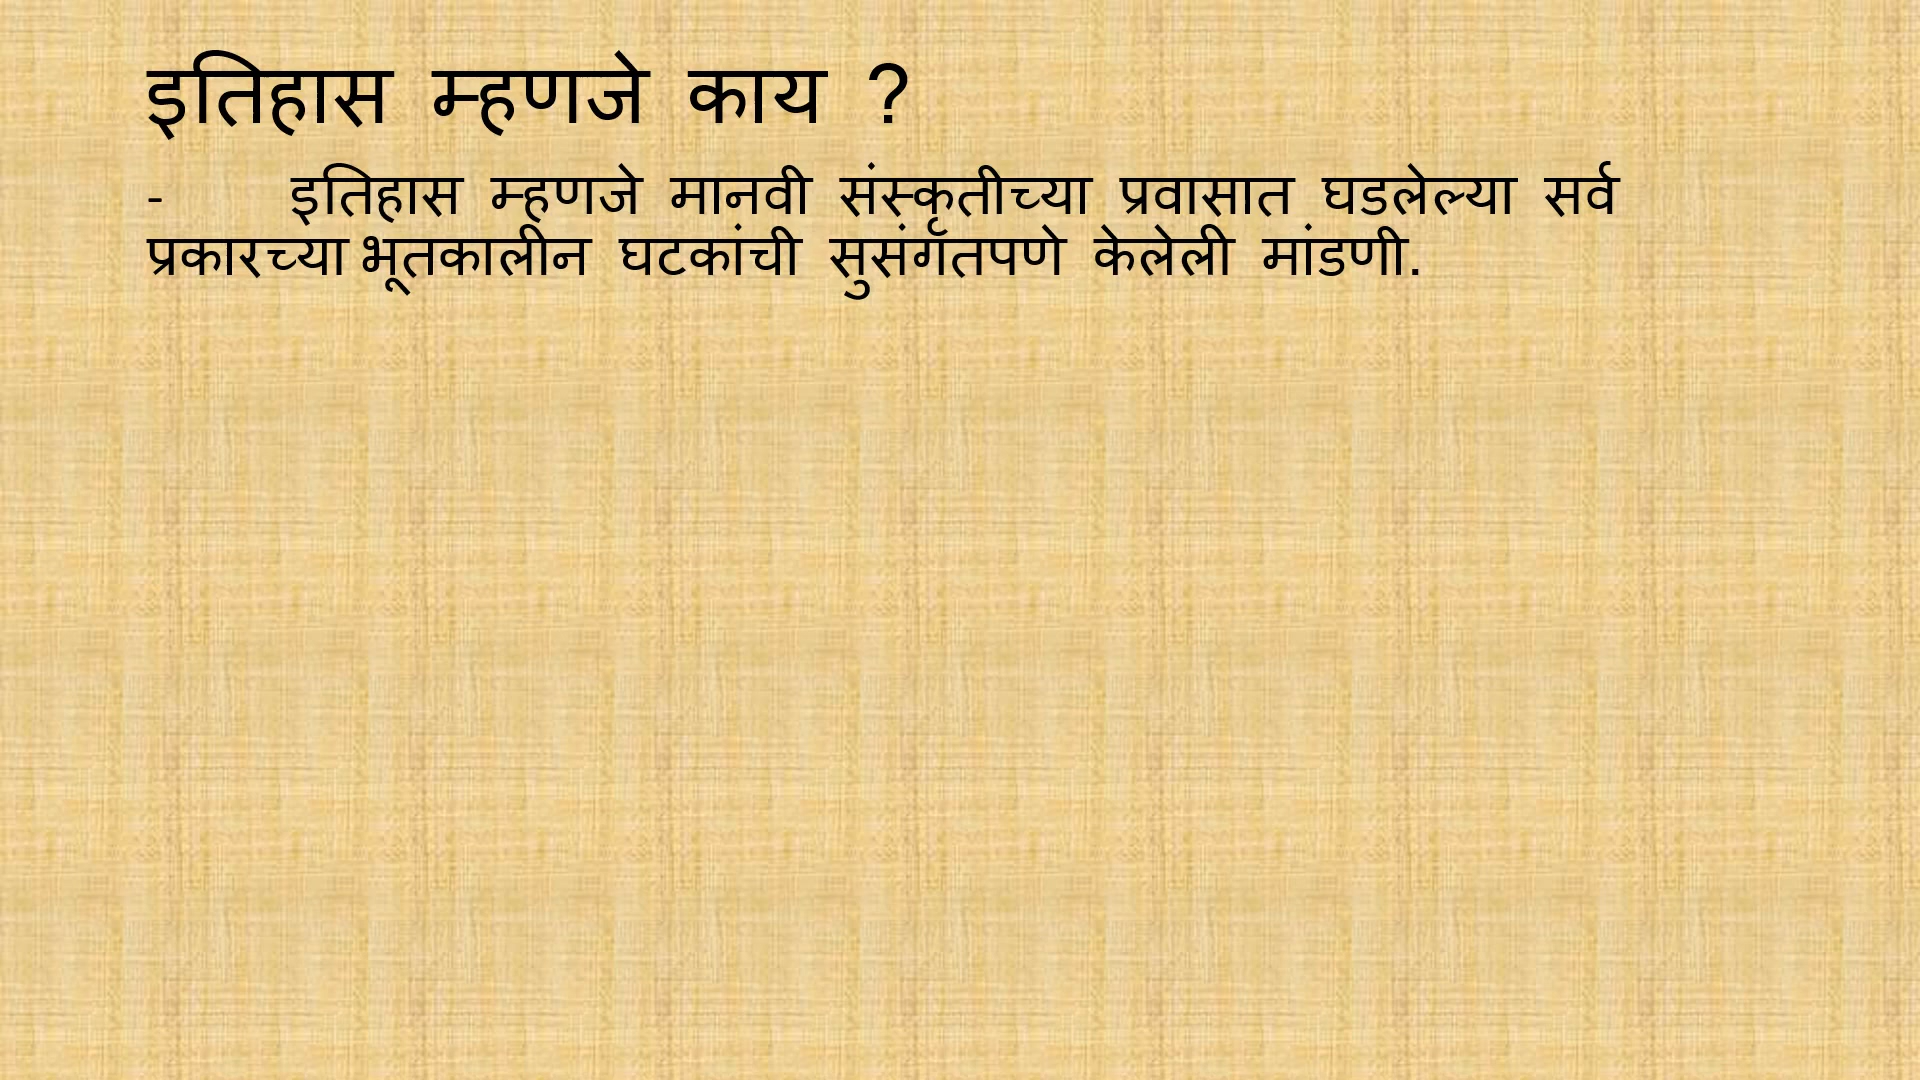 इतिहास म्हणजे काय ?
- इतिहास म्हणजे मानवी संस्कृतीच्या प्रवासात घडलेल्या सर्व
प्रकारच्या भूतकालीन घटकांची सुसंगतपणे केलेली मांडणी.